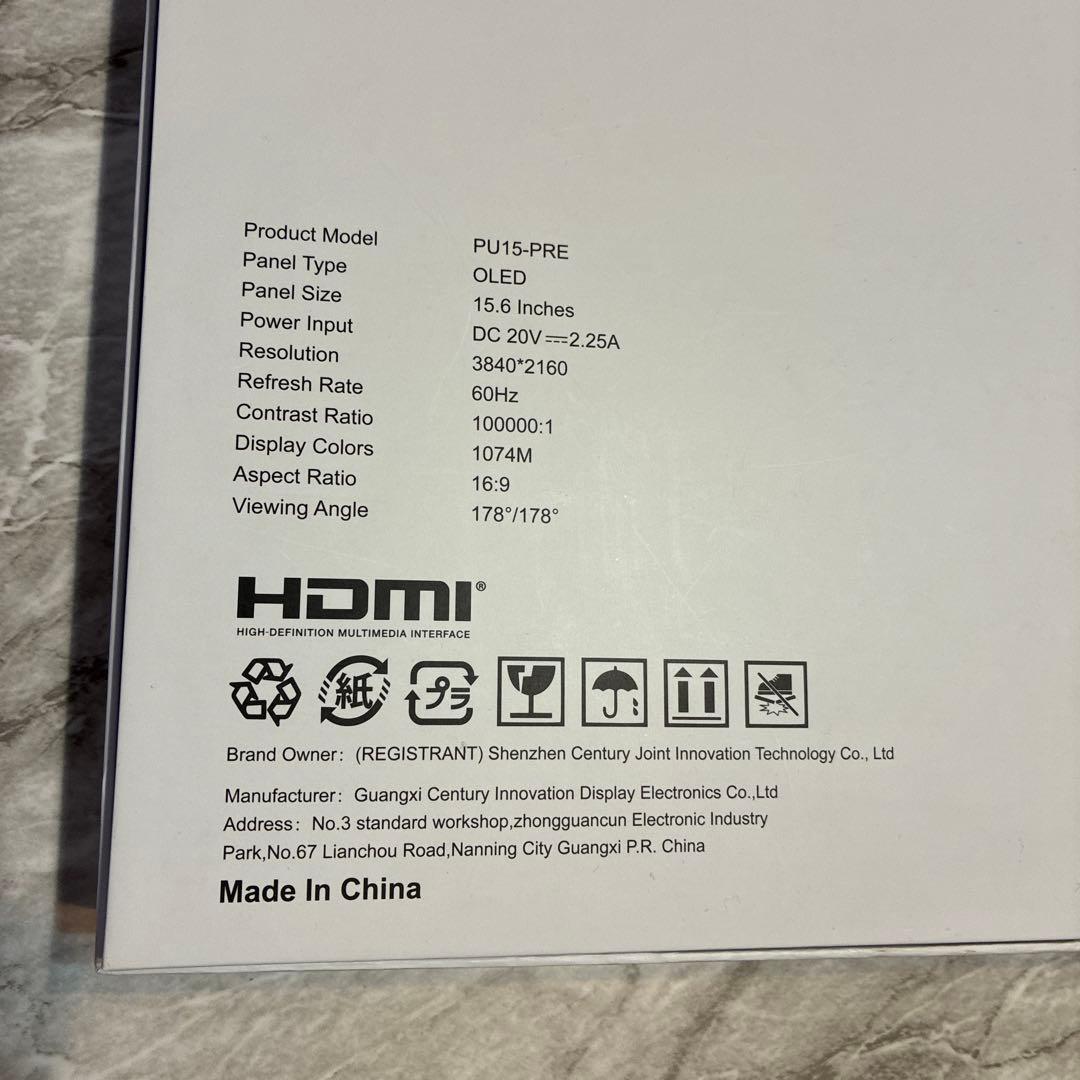 Product Model PU15-PRE
Panel Type OLED
Panel Size 15.6 Inches
Power Input DC 20V⎓2.25A
Resolution 3840*2160
Refresh Rate 60Hz
Contrast Ratio 100000:1
Display Colors 1074M
Aspect Ratio 16:9
Viewing Angle 178°/178°
HDMI®
HIGH-DEFINITION MULTIMEDIA INTERFACE
紙 プラ
Brand Owner: (REGISTRANT) Shenzhen Century Joint Innovation Technology Co., Ltd
Manufacturer: Guangxi Century Innovation Display Electronics Co.,Ltd
Address: No.3 standard workshop,zhongguancun Electronic Industry
Park,No.67 Lianchou Road,Nanning City Guangxi P.R. China
Made In China